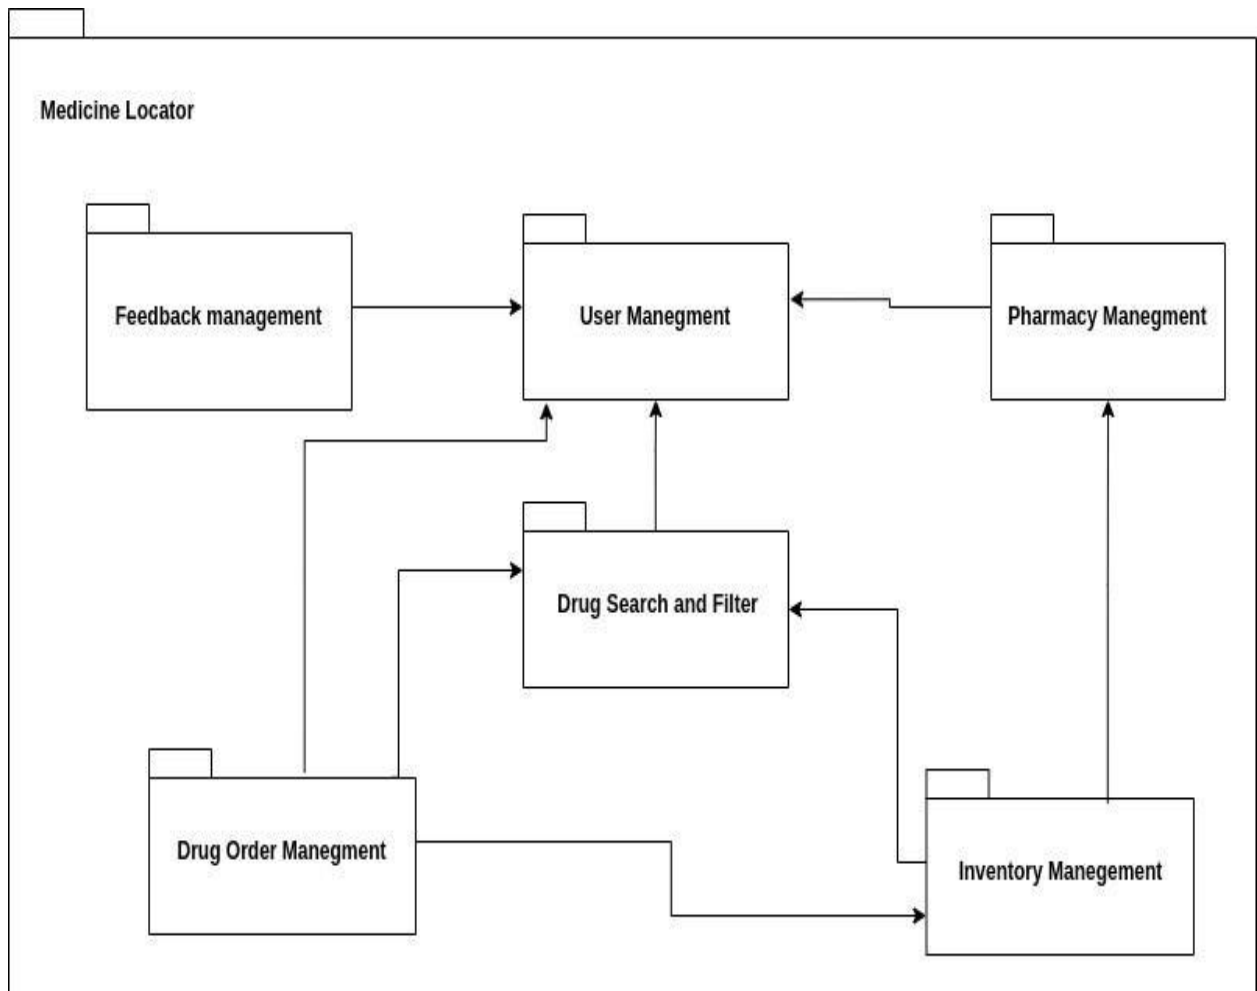 Medicine Locator
Feedback management
User Manegment
Pharmacy Manegment
Drug Search and Filter
Drug Order Manegment
Inventory Manegement